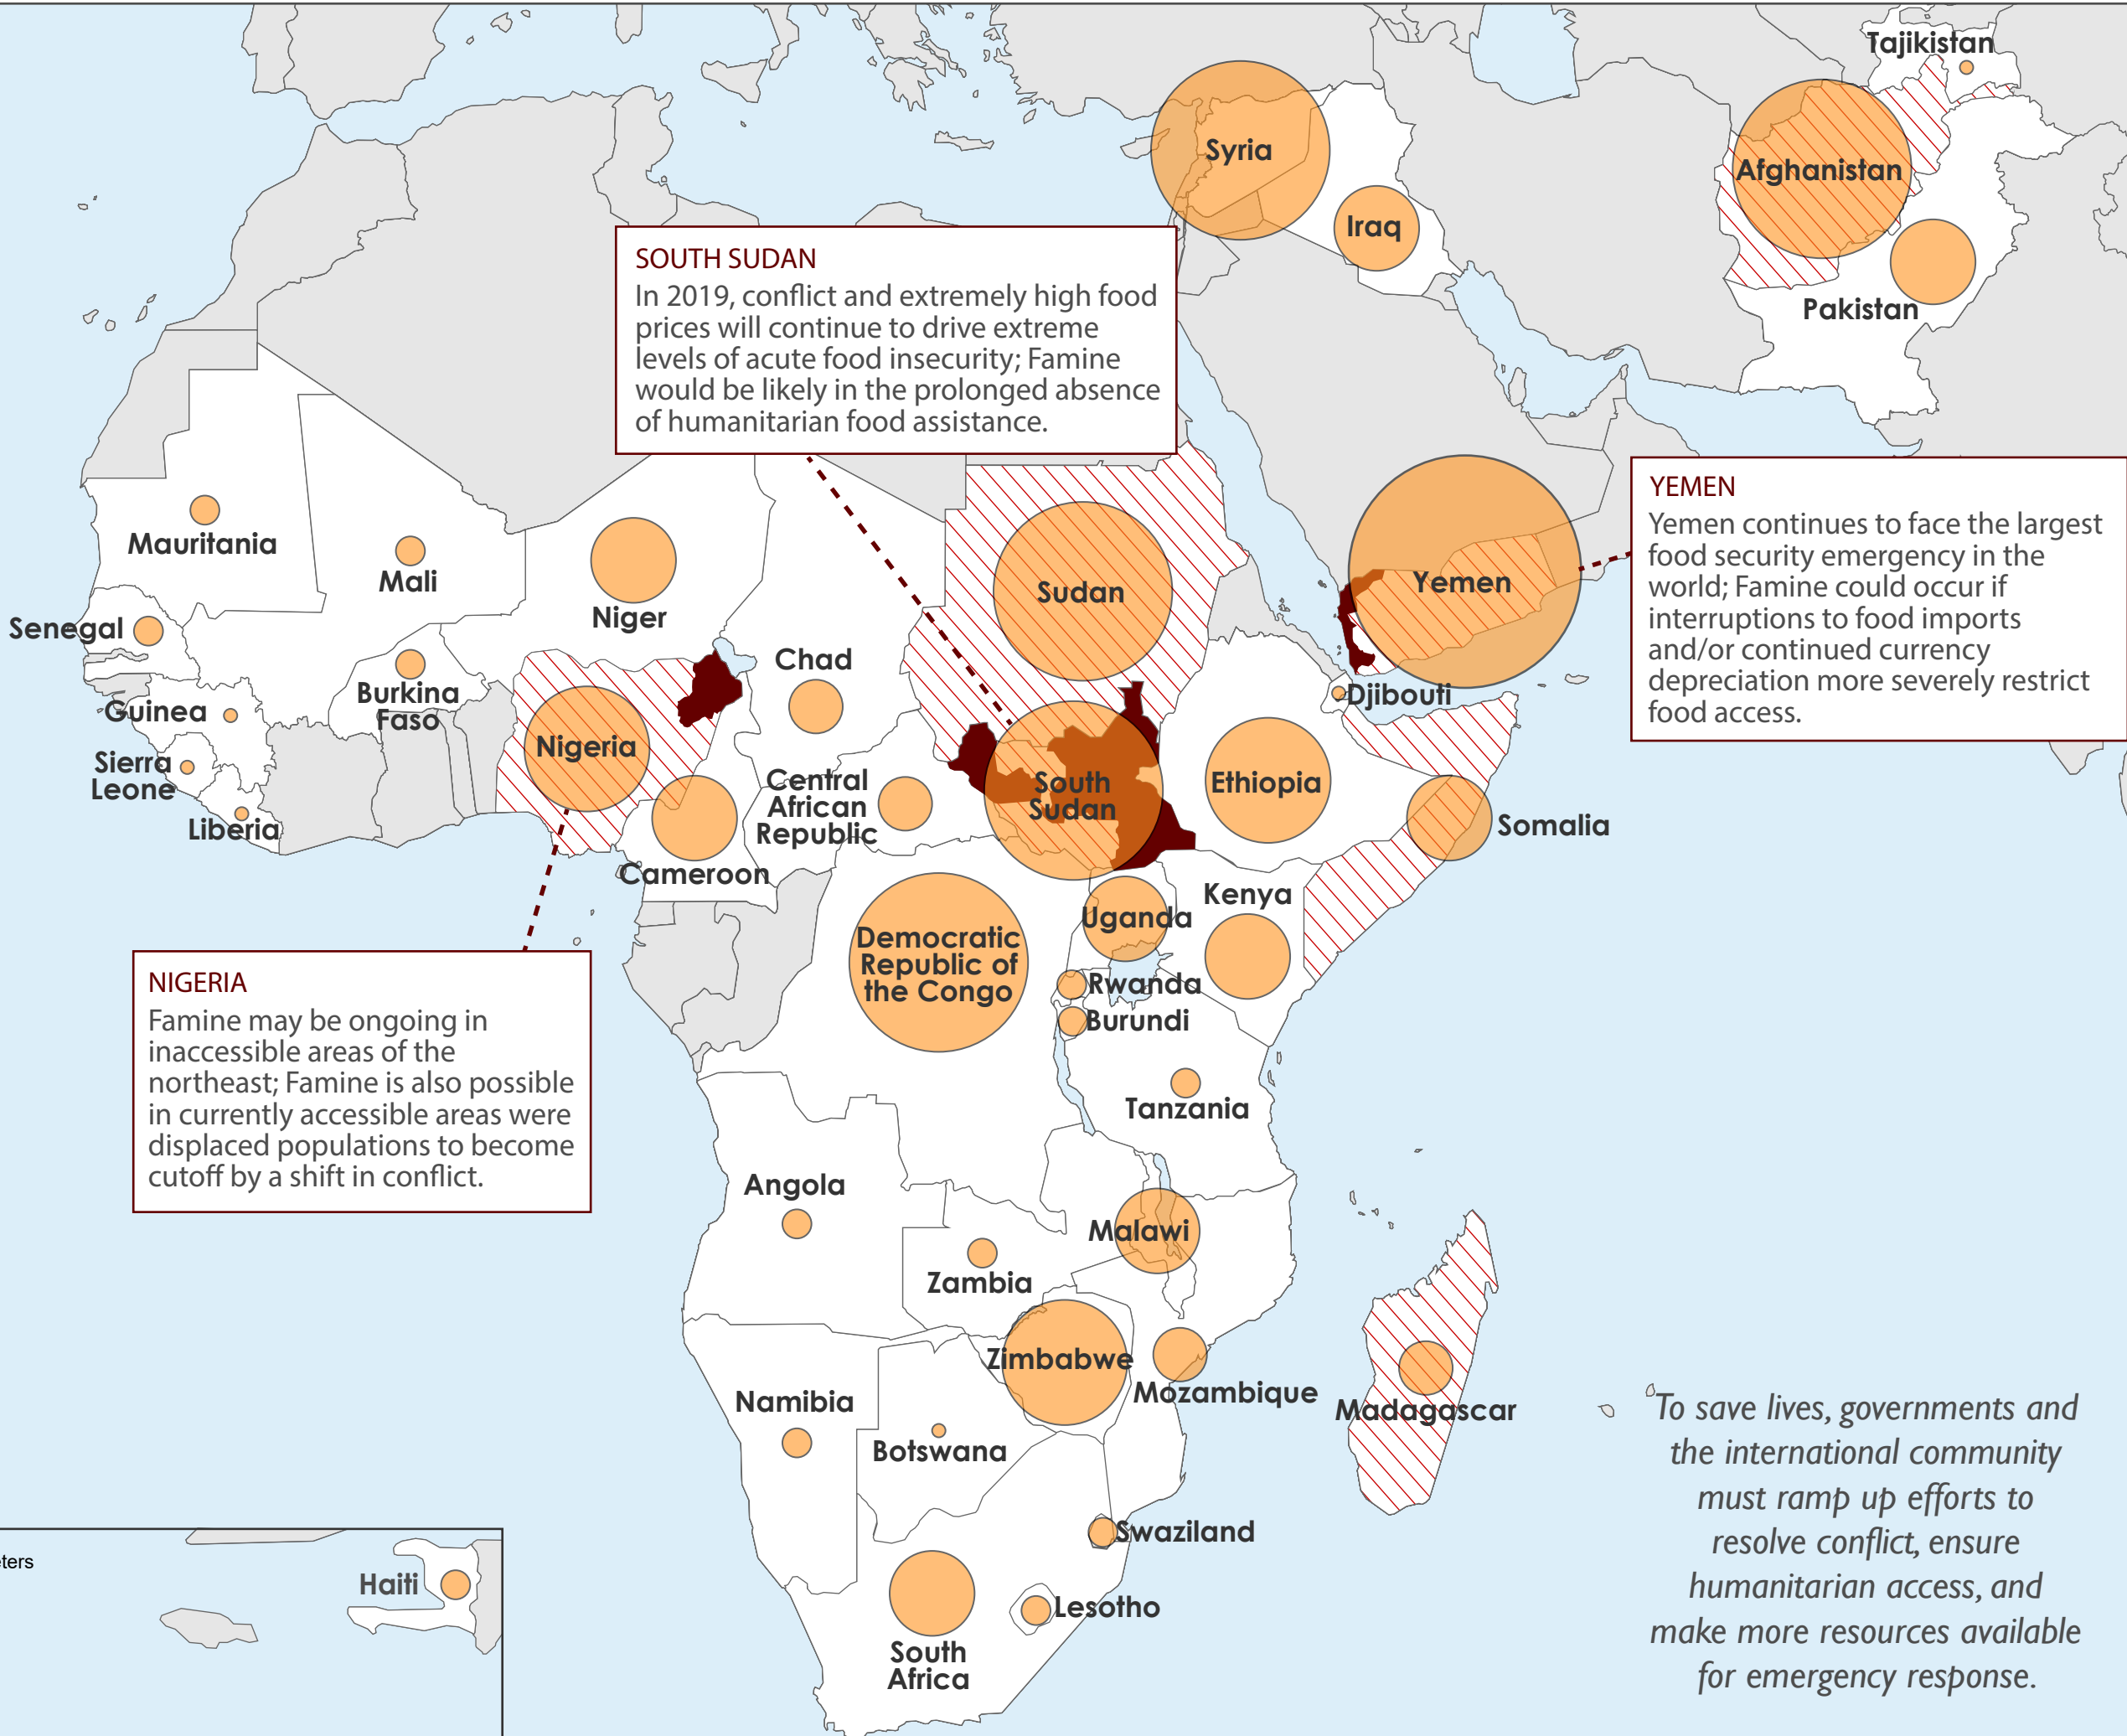 Tajikistan
Syria
Afghanistan
Iraq
Pakistan
SOUTH SUDAN
In 2019, conflict and extremely high food
prices will continue to drive extreme
levels of acute food insecurity; Famine
would be likely in the prolonged absence
of humanitarian food assistance.
YEMEN
Yemen continues to face the largest
food security emergency in the
world; Famine could occur if
interruptions to food imports
and/or continued currency
depreciation more severely restrict
food access.
Mauritania
Mali
Niger
Sudan
Yemen
Senegal
Chad
Burkina
Faso
Djibouti
Guinea
Nigeria
Sierra
Leone
Central
African
Republic
South
Sudan
Ethiopia
Liberia
Somalia
Cameroon
Kenya
Uganda
Democratic
Republic of
the Congo
Rwanda
Burundi
NIGERIA
Famine may be ongoing in
inaccessible areas of the
northeast; Famine is also possible
in currently accessible areas were
displaced populations to become
cutoff by a shift in conflict.
Tanzania
Angola
Malawi
Zambia
Zimbabwe
Mozambique
Namibia
Madagascar
Botswana
To save lives, governments and
the international community
must ramp up efforts to
resolve conflict, ensure
humanitarian access, and
make more resources available
for emergency response.
Swaziland
eters
Haiti
Lesotho
South
Africa